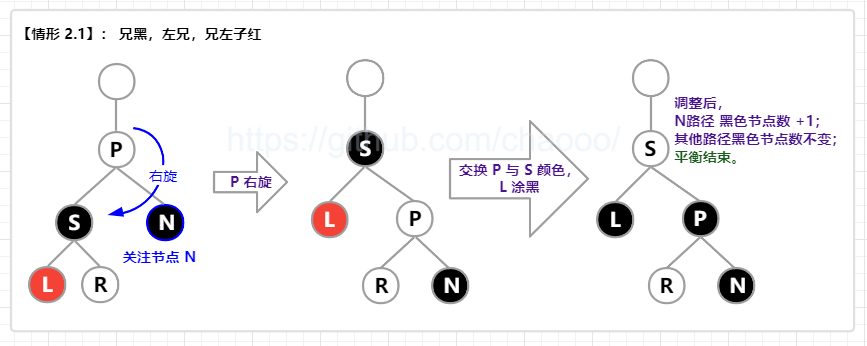 【情形 2.1】： 兄黑，左兄，兄左子红
P
右旋
S
N
关注节点 N
L
R
P 右旋
S
L
P
R
N
交换 P 与 S 颜色，
L 涂黑
S
L
P
R
N
调整后，
N路径 黑色节点数 +1；
其他路径黑色节点数不变；
平衡结束。
https://github.com/chaooo/